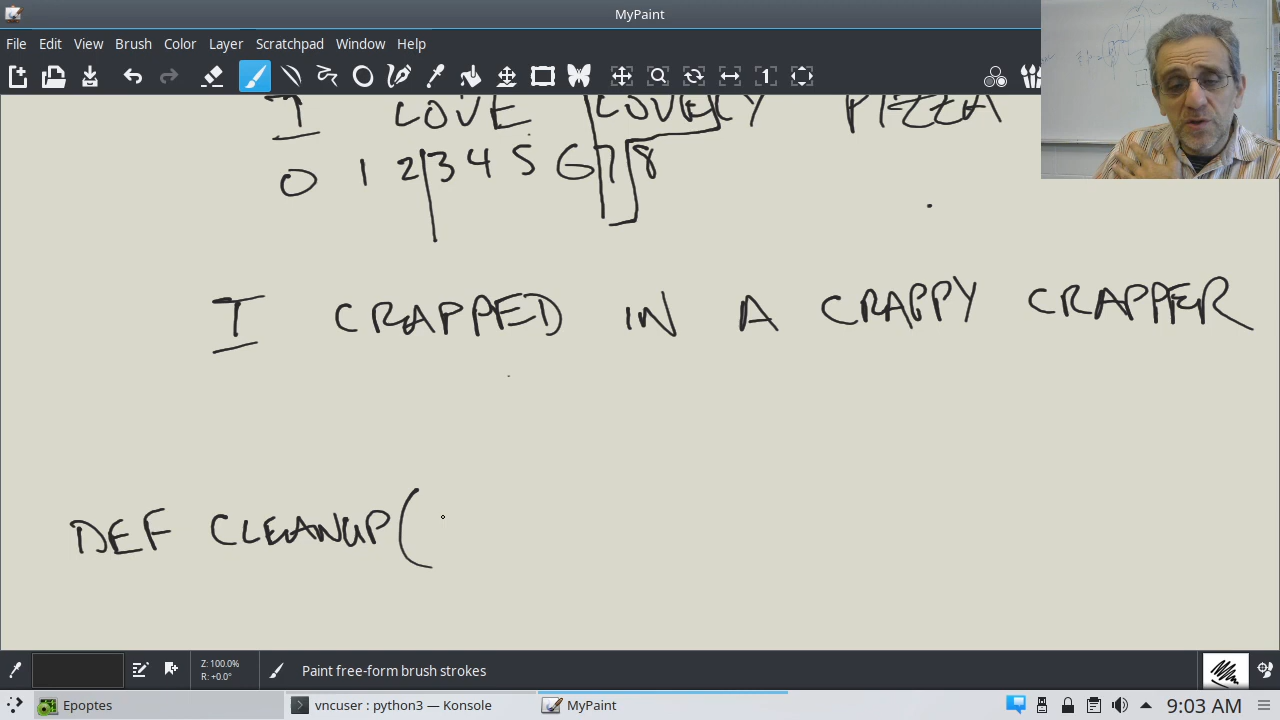 MyPaint
File Edit View Brush Color Layer Scratchpad Window Help
I LOVE LOVELY PIZZA
0 1 2 3 4 5 6 7 8
I CRAPPED IN A CRAPPY CRAPPER
DEF CLEANUP(
Z: 100.0%
R: +0.0°
Paint free-form brush strokes
Epoptes vncuser : python3 — Konsole MyPaint 9:03 AM